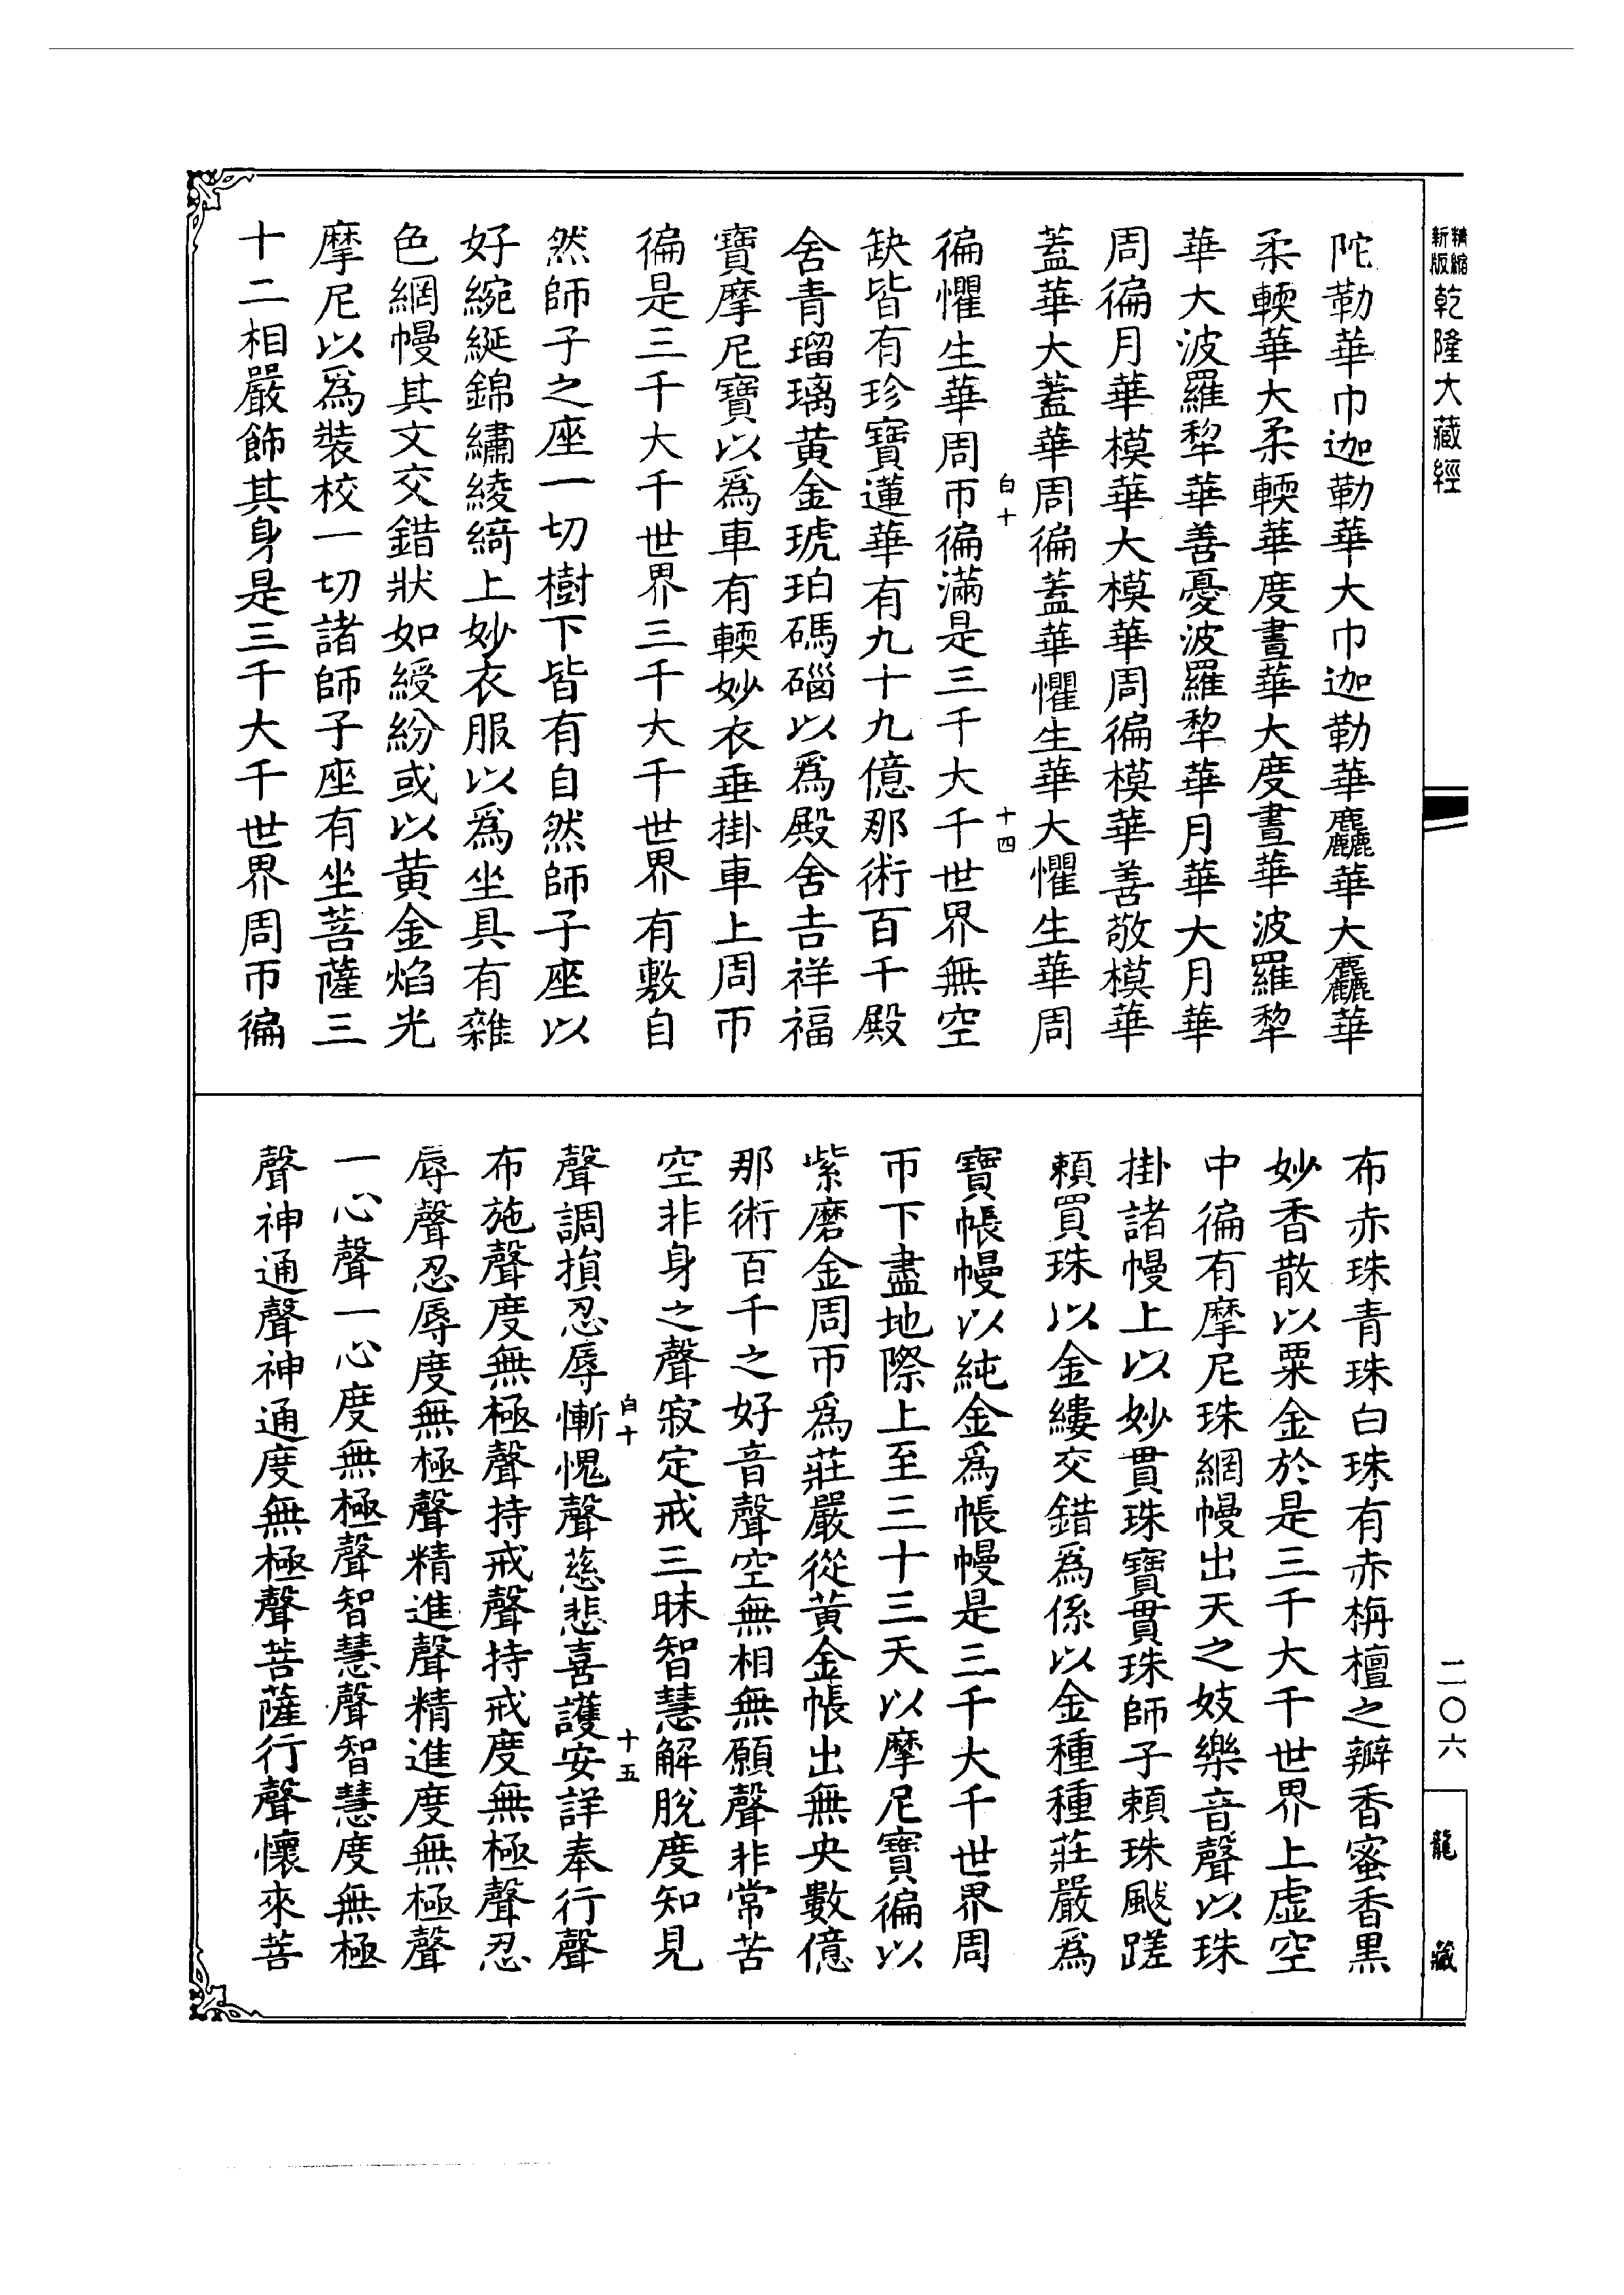 精縮新版乾隆大藏經
陀勒華巾迦勒華大巾迦勒華麤華大麤華
柔輭華大柔輭華度晝華大度晝華波羅犂
華大波羅犂華善憂波羅犂華月華大月華
周徧月華模華大模華周徧模華善敬模華
蓋華大蓋華周徧蓋華懼生華大懼生華周
白十
十四
徧懼生華周帀徧滿是三千大千世界無空
缺皆有珍寶蓮華有九十九億那術百千殿
舍青瑠璃黃金琥珀碼碯以爲殿舍吉祥福
寶摩尼寶以爲車有輭妙衣垂掛車上周帀
徧是三千大千世界三千大千世界有敷自
然師子之座一切樹下皆有自然師子座以
好綩綖錦繡綾綺上妙衣服以爲坐具有雜
色網幔其文交錯狀如綬紛或以黃金焰光
摩尼以爲裝校一切諸師子座有坐菩薩三
十二相嚴飾其身是三千大千世界周帀徧
布赤珠青珠白珠有赤栴檀之瓣香蜜香黑
妙香散以粟金於是三千大千世界上虛空
中徧有摩尼珠網幔出天之妓樂音聲以珠
掛諸幔上以妙貫珠寶貫珠師子頼珠颰蹉
頼買珠以金縷交錯爲係以金種種莊嚴爲
寶帳幔以純金爲帳幔是三千大千世界周
帀下盡地際上至三十三天以摩尼寶徧以
紫磨金周帀爲莊嚴從黃金帳出無央數億
那術百千之好音聲空無相無願聲非常苦
空非身之聲寂定戒三昧智慧解脫度知見
白十
十五
聲調損忍辱慚愧聲慈悲喜護安詳奉行聲
布施聲度無極聲持戒聲持戒度無極聲忍
辱聲忍辱度無極聲精進聲精進度無極聲
一心聲一心度無極聲智慧聲智慧度無極
聲神通聲神通度無極聲菩薩行聲懷來菩
二〇六
龍藏